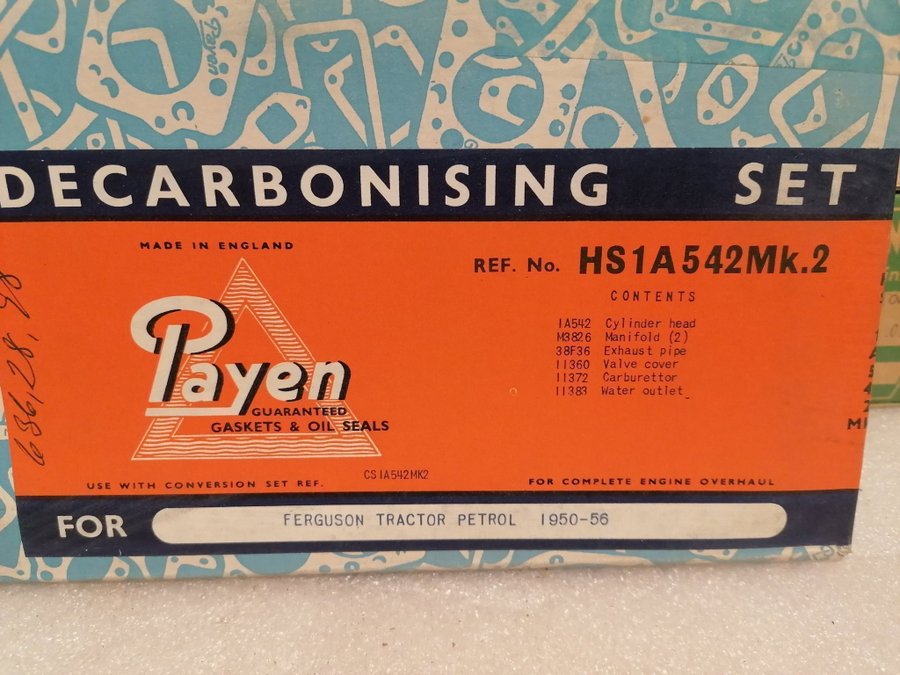 Payen
DECARBONISING SET
MADE IN ENGLAND
REF. No. HS1A542Mk.2
CONTENTS
1A542 Cylinder head
M3826 Manifold (2)
38F36 Exhaust pipe
11360 Valve cover
11372 Carburettor
11383 Water outlet
Payen
GUARANTEED
GASKETS & OIL SEALS
CS1A542MK2
USE WITH CONVERSION SET REF.
FOR COMPLETE ENGINE OVERHAUL
FOR FERGUSON TRACTOR PETROL 1950-56